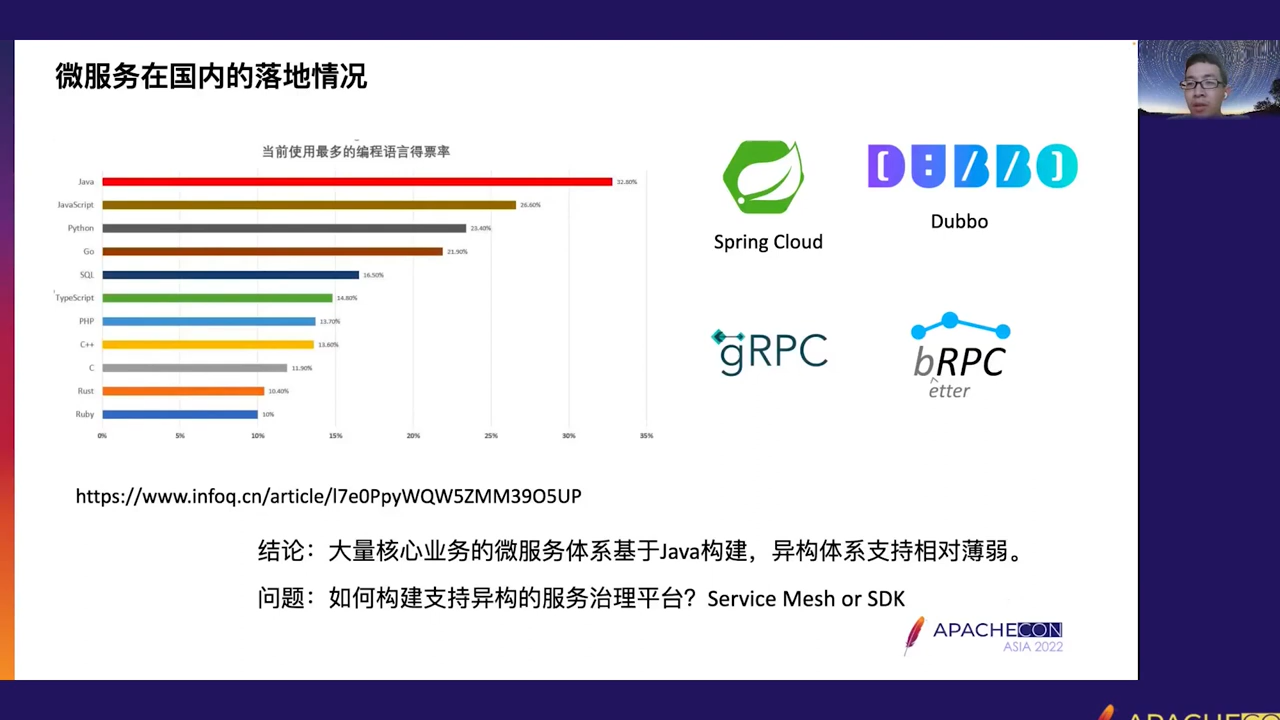 微服务在国内的落地情况
当前使用最多的编程语言得票率
Java 32.80%
JavaScript 26.60%
Python 23.40%
Go 21.90%
SQL 16.50%
TypeScript 14.80%
PHP 13.70%
C++ 13.60%
C 11.90%
Rust 10.40%
Ruby 10%
0% 5% 10% 15% 20% 25% 30% 35%
Spring Cloud
DUBBO
Dubbo
gRPC
bRPC
^
etter
https://www.infoq.cn/article/l7e0PpyWQW5ZMM39O5UP
结论：大量核心业务的微服务体系基于Java构建，异构体系支持相对薄弱。
问题：如何构建支持异构的服务治理平台？Service Mesh or SDK
APACHECON
ASIA 2022